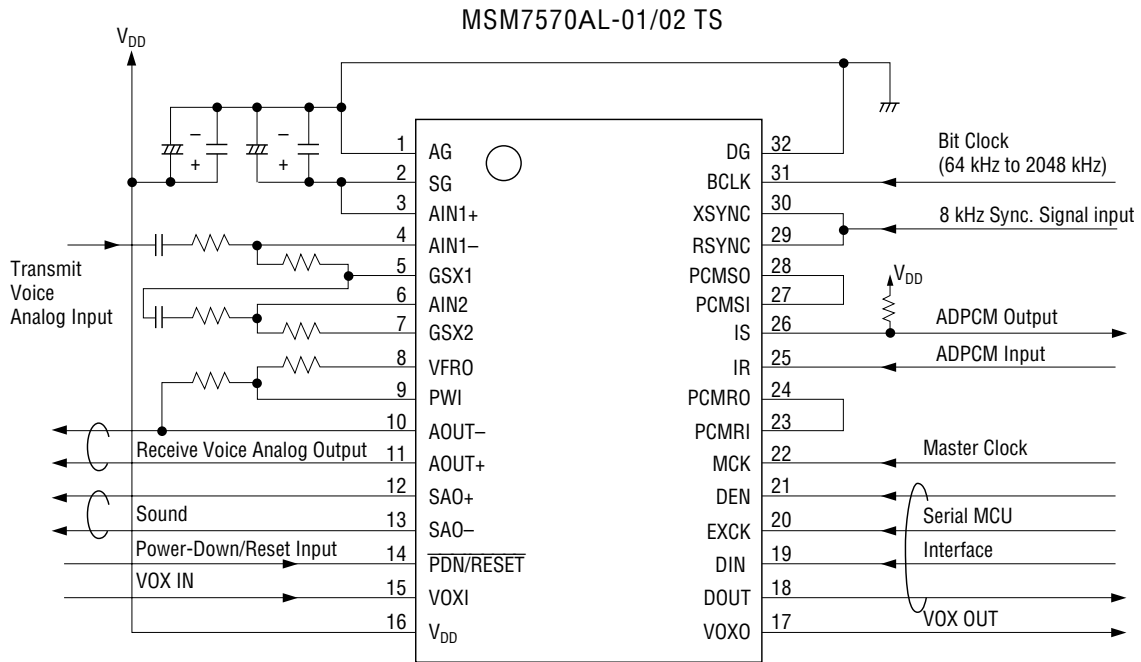 MSM7570AL-01/02 TS
VDD
− −
+ +
1 AG
2 SG
3 AIN1+
4 AIN1−
5 GSX1
6 AIN2
7 GSX2
8 VFRO
9 PWI
10 AOUT−
11 AOUT+
12 SAO+
13 SAO−
14 PDN/RESET
15 VOXI
16 VDD
Transmit
Voice
Analog Input
Receive Voice Analog Output
Sound
Power-Down/Reset Input
VOX IN
DG 32
BCLK 31
XSYNC 30
RSYNC 29
PCMSO 28
PCMSI 27
IS 26
IR 25
PCMRO 24
PCMRI 23
MCK 22
DEN 21
EXCK 20
DIN 19
DOUT 18
VOXO 17
Bit Clock
(64 kHz to 2048 kHz)
8 kHz Sync. Signal input
VDD
ADPCM Output
ADPCM Input
Master Clock
Serial MCU
Interface
VOX OUT